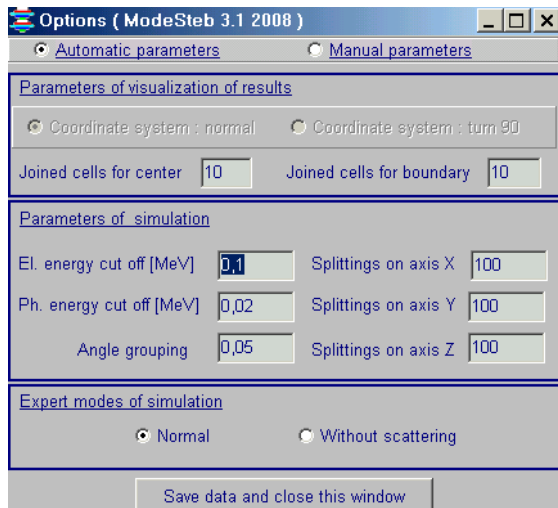 Options ( ModeSteb 3.1 2008 )
Automatic parameters Manual parameters
Parameters of visualization of results
Coordinate system : normal Coordinate system : turn 90
Joined cells for center 10 Joined cells for boundary 10
Parameters of simulation
El. energy cut off [MeV] 0,1 Splittings on axis X 100
Ph. energy cut off [MeV] 0,02 Splittings on axis Y 100
Angle grouping 0,05 Splittings on axis Z 100
Expert modes of simulation
Normal Without scattering
Save data and close this window